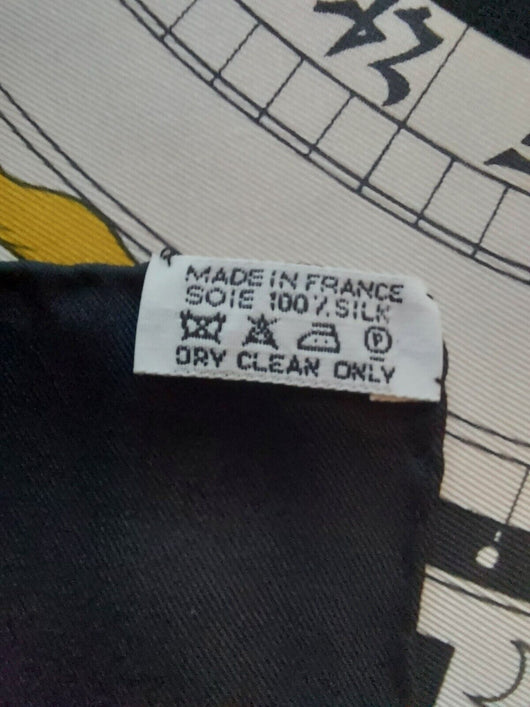 MADE IN FRANCE
SOIE 100% SILK
P
DRY CLEAN ONLY